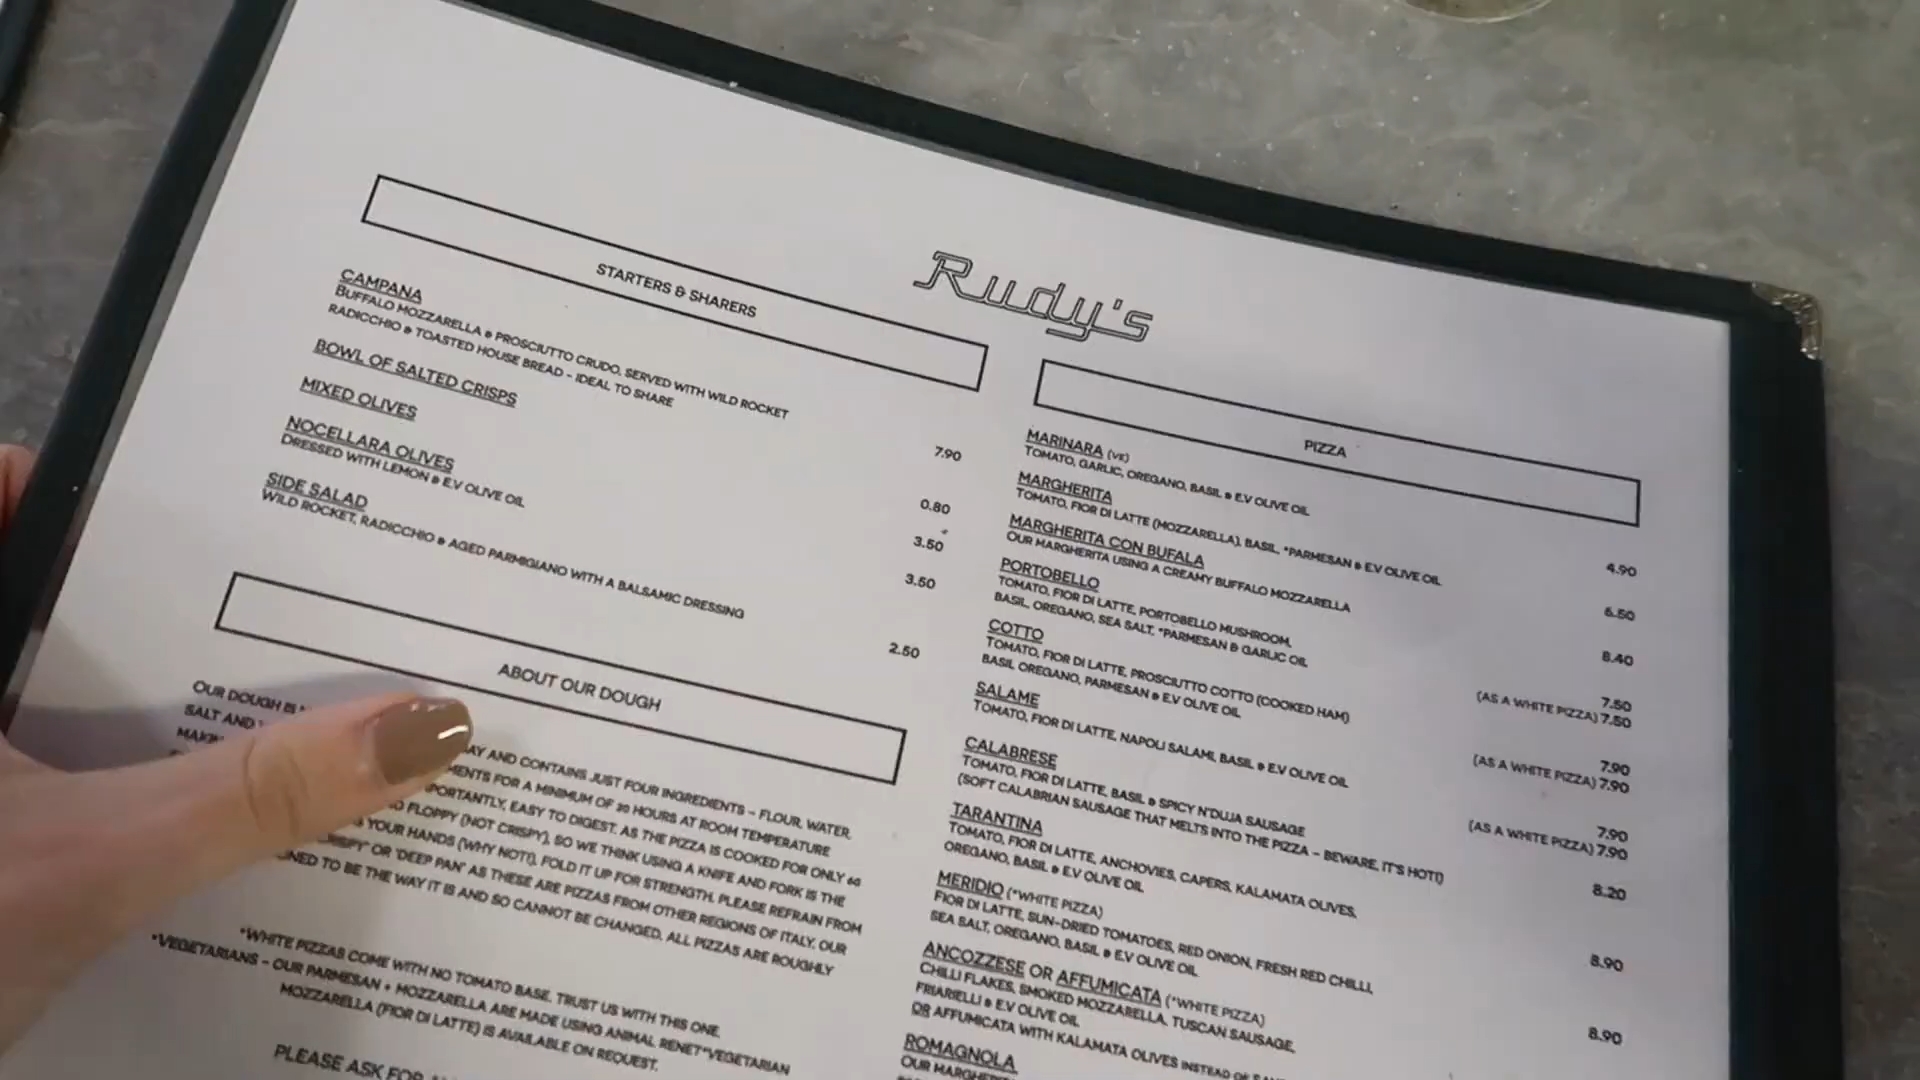 Rudy's
STARTERS & SHARERS
CAMPANA
BUFFALO MOZZARELLA & PROSCIUTTO CRUDO, SERVED WITH WILD ROCKET
RADICCHIO & TOASTED HOUSE BREAD - IDEAL TO SHARE
7.90
BOWL OF SALTED CRISPS
0.80
MIXED OLIVES
3.50
NOCELLARA OLIVES
DRESSED WITH LEMON & E.V OLIVE OIL
3.50
SIDE SALAD
WILD ROCKET, RADICCHIO & AGED PARMIGIANO WITH A BALSAMIC DRESSING
2.50
ABOUT OUR DOUGH
OUR DOUGH IS AY AND CONTAINS JUST FOUR INGREDIENTS - FLOUR, WATER,
SALT AND MENTS FOR A MINIMUM OF 20 HOURS AT ROOM TEMPERATURE
MAKIN PORTANTLY, EASY TO DIGEST. AS THE PIZZA IS COOKED FOR ONLY 60
FLOPPY (NOT CRISPY), SO WE THINK USING A KNIFE AND FORK IS THE
YOUR HANDS (WHY NOT!), FOLD IT UP FOR STRENGTH. PLEASE REFRAIN FROM
CRISPY' OR 'DEEP PAN' AS THESE ARE PIZZAS FROM OTHER REGIONS OF ITALY. OUR
NED TO BE THE WAY IT IS AND SO CANNOT BE CHANGED. ALL PIZZAS ARE ROUGHLY
*WHITE PIZZAS COME WITH NO TOMATO BASE. TRUST US WITH THIS ONE.
*VEGETARIANS - OUR PARMESAN + MOZZARELLA ARE MADE USING ANIMAL RENET *VEGETARIAN
MOZZARELLA (FIOR DI LATTE) IS AVAILABLE ON REQUEST.
PLEASE ASK FOR
PIZZA
MARINARA (VE)
TOMATO, GARLIC, OREGANO, BASIL & E.V OLIVE OIL
4.90
MARGHERITA
TOMATO, FIOR DI LATTE (MOZZARELLA), BASIL, *PARMESAN & E.V OLIVE OIL
6.50
MARGHERITA CON BUFALA
OUR MARGHERITA USING A CREAMY BUFFALO MOZZARELLA
8.40
PORTOBELLO
TOMATO, FIOR DI LATTE, PORTOBELLO MUSHROOM,
BASIL, OREGANO, SEA SALT, *PARMESAN & GARLIC OIL
7.50
(AS A WHITE PIZZA) 7.50
COTTO
TOMATO, FIOR DI LATTE, PROSCIUTTO COTTO (COOKED HAM)
BASIL OREGANO, PARMESAN & E.V OLIVE OIL
7.90
(AS A WHITE PIZZA) 7.90
SALAME
TOMATO, FIOR DI LATTE, NAPOLI SALAMI, BASIL & E.V OLIVE OIL
7.90
(AS A WHITE PIZZA) 7.90
CALABRESE
TOMATO, FIOR DI LATTE, BASIL & SPICY N'DUJA SAUSAGE
(SOFT CALABRIAN SAUSAGE THAT MELTS INTO THE PIZZA - BEWARE, IT'S HOT!)
8.20
TARANTINA
TOMATO, FIOR DI LATTE, ANCHOVIES, CAPERS, KALAMATA OLIVES,
OREGANO, BASIL & E.V OLIVE OIL
8.90
MERIDIO (*WHITE PIZZA)
FIOR DI LATTE, SUN-DRIED TOMATOES, RED ONION, FRESH RED CHILLI,
SEA SALT, OREGANO, BASIL & E.V OLIVE OIL
8.90
ANCOZZESE OR AFFUMICATA (*WHITE PIZZA)
CHILLI FLAKES, SMOKED MOZZARELLA, TUSCAN SAUSAGE,
FRIARIELLI & E.V OLIVE OIL
OR AFFUMICATA WITH KALAMATA OLIVES INSTEAD OF
ROMAGNOLA
OUR